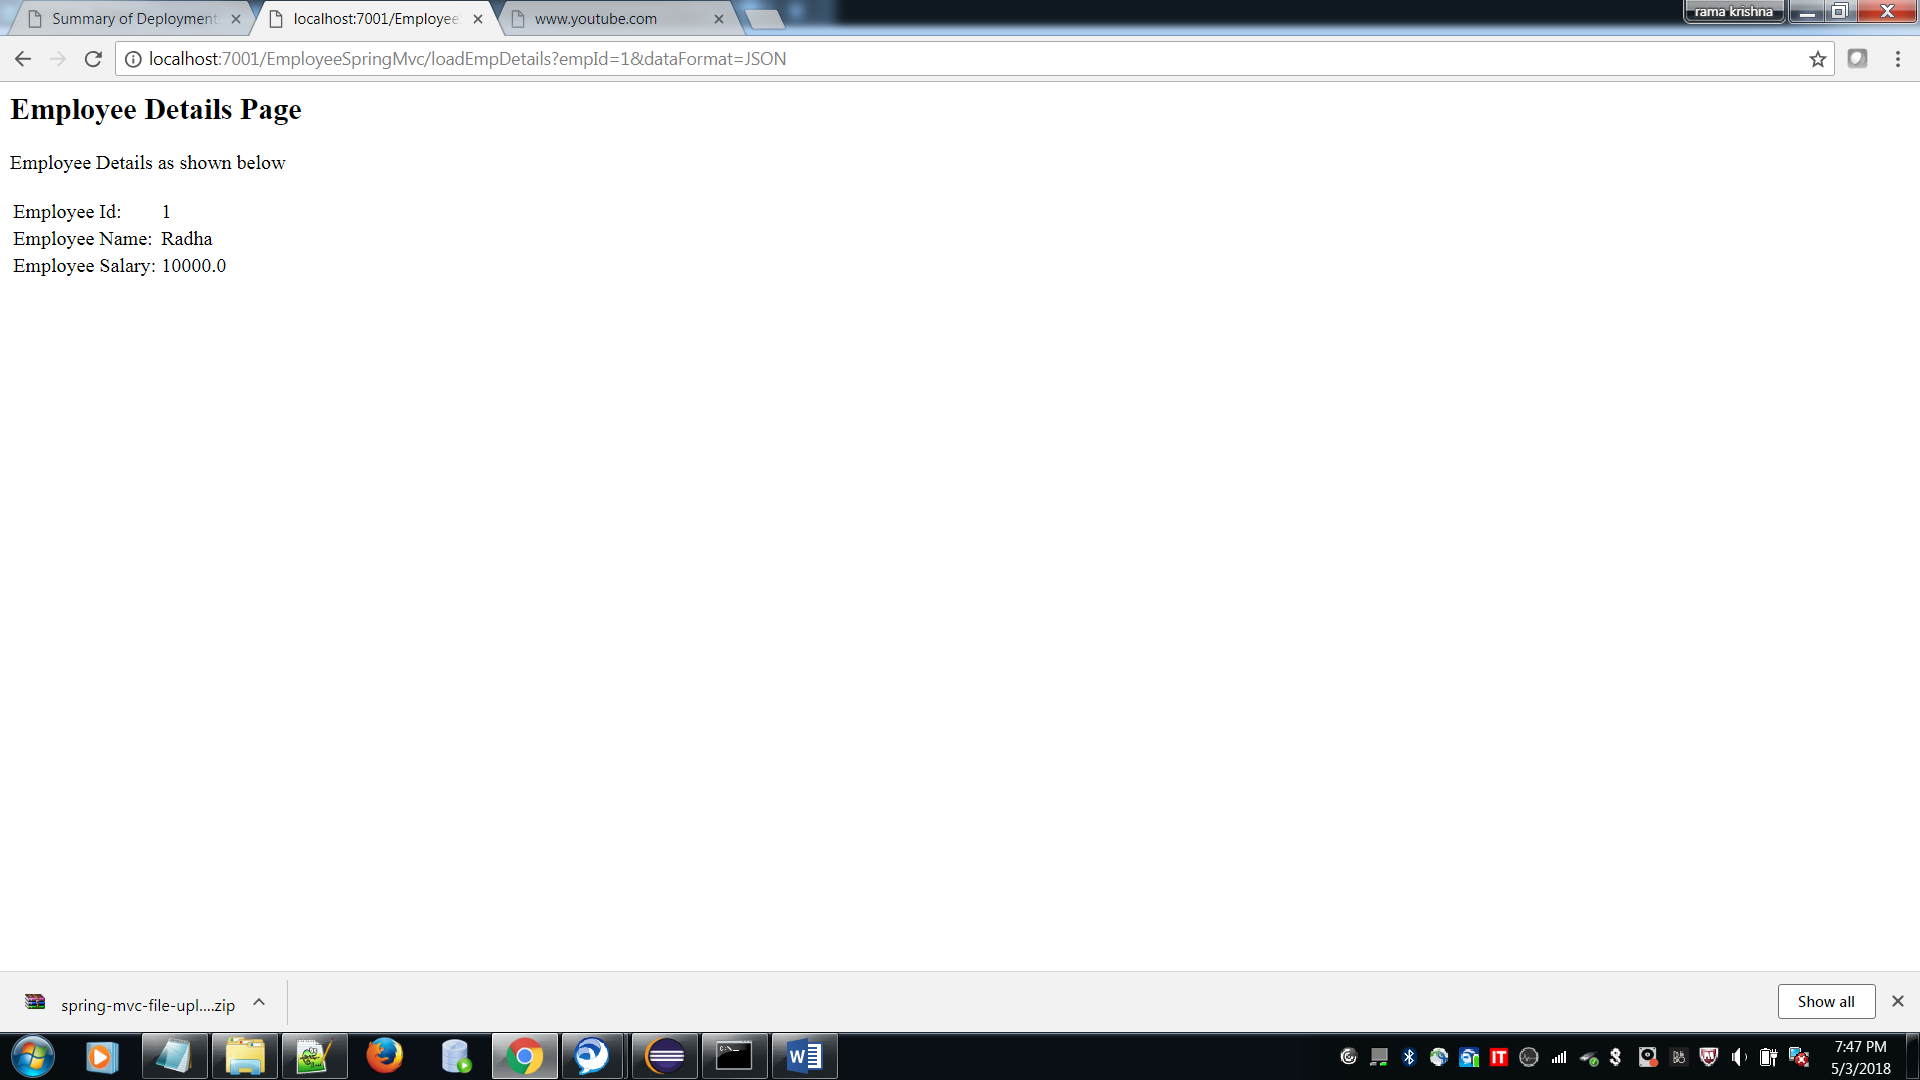 Summary of Deployment
localhost:7001/Employee
www.youtube.com
rama krishna
localhost:7001/EmployeeSpringMvc/loadEmpDetails?empId=1&dataFormat=JSON
Employee Details Page
Employee Details as shown below
Employee Id: 1
Employee Name: Radha
Employee Salary: 10000.0
spring-mvc-file-upl....zip
Show all
7:47 PM
5/3/2018